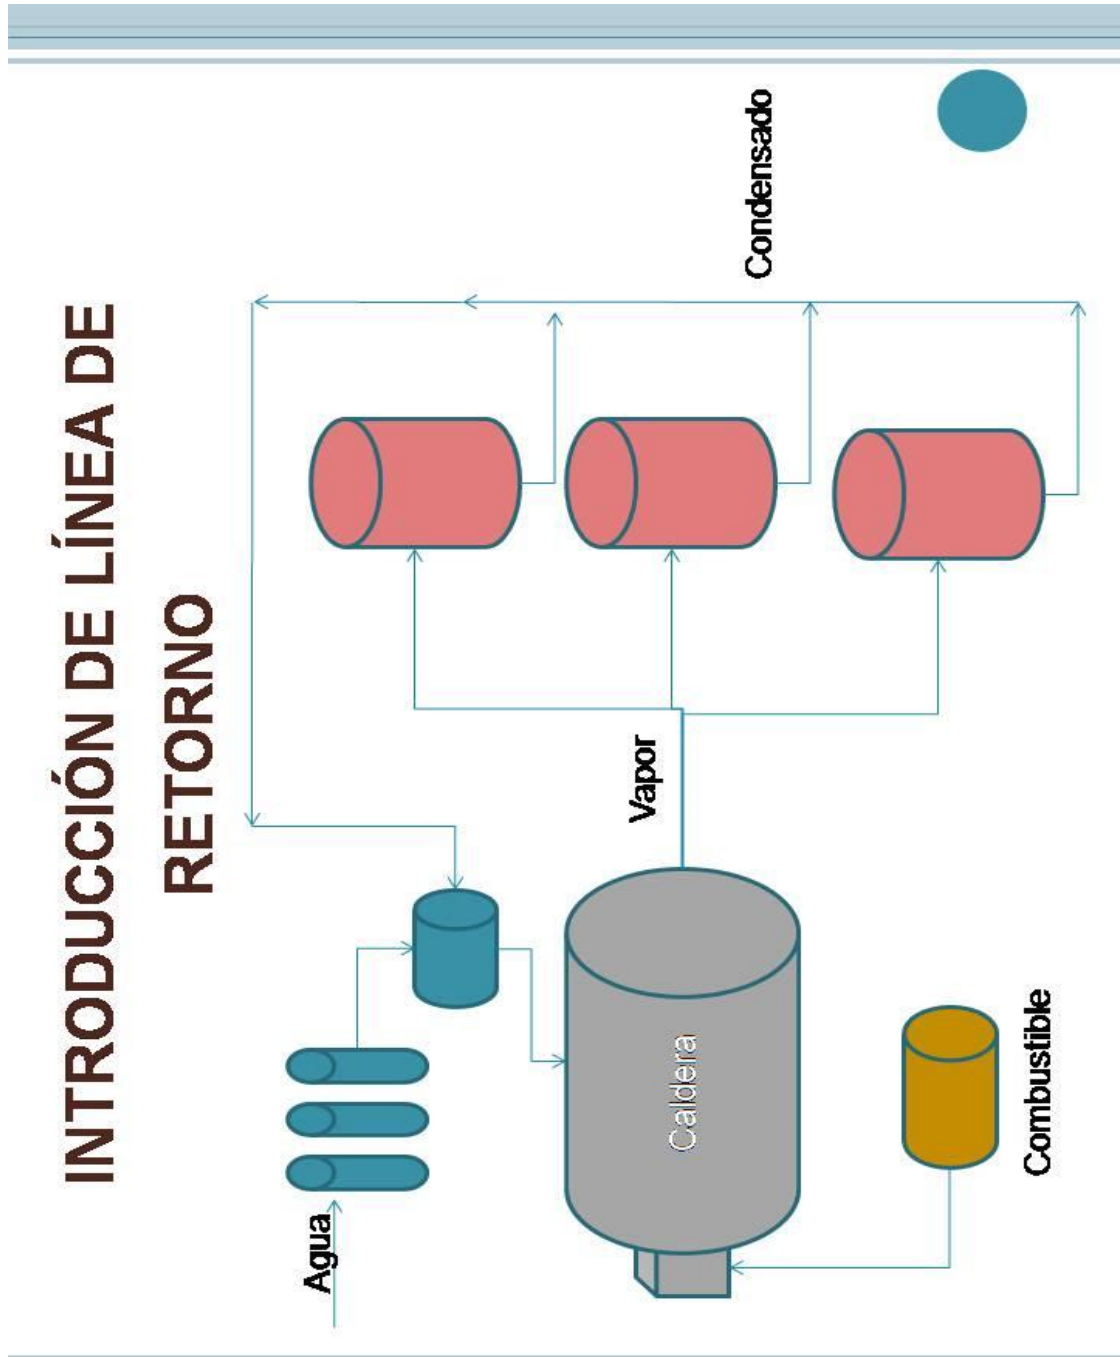 INTRODUCCIÓN DE LÍNEA DE
RETORNO
Agua
Vapor
Condensado
Caldera
Combustible